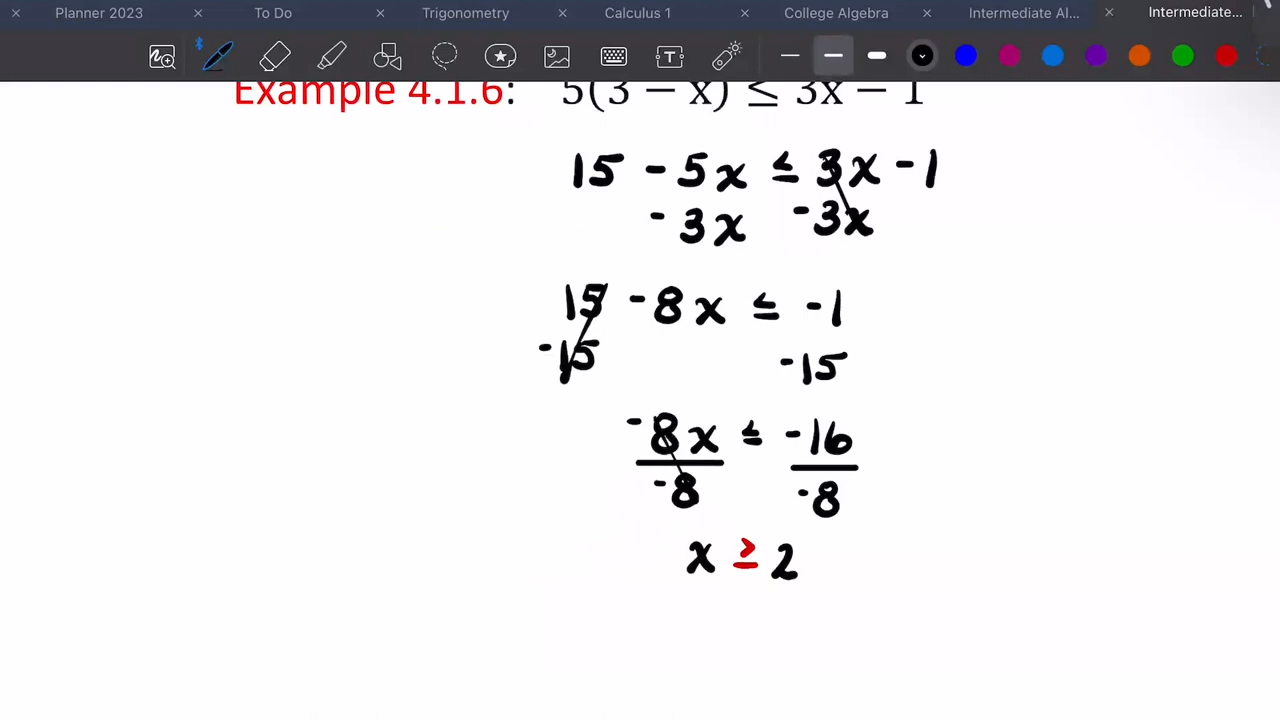 Planner 2023 To Do Trigonometry Calculus 1 College Algebra Intermediate Al... Intermediate...
Example 4.1.6: 5(3 − x) ≤ 3x − 1
15 - 5x ≤ 3x - 1
- 3x - 3x
15 - 8x ≤ -1
-15 -15
-8x ≤ -16
-8 -8
x ≥ 2